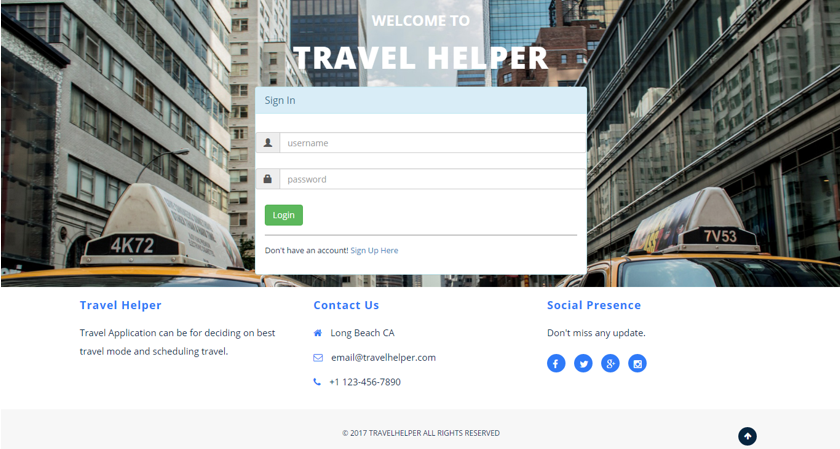 WELCOME TO
TRAVEL HELPER
Sign In
username
password
Login
Don't have an account! Sign Up Here
4K72
7V53
Travel Helper
Travel Application can be for deciding on best
travel mode and scheduling travel.
Contact Us
Long Beach CA
email@travelhelper.com
+1 123-456-7890
Social Presence
Don't miss any update.
© 2017 TRAVELHELPER ALL RIGHTS RESERVED